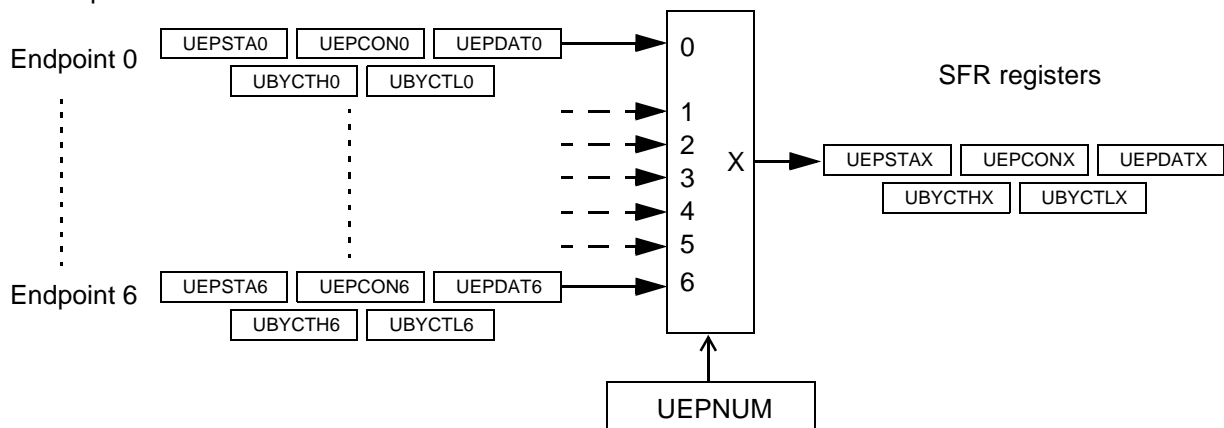 Endpoint 0
UEPSTA0 UEPCON0 UEPDAT0
UBYCTH0 UBYCTL0
0
1
2
3
4
5
6
X
SFR registers
UEPSTAX UEPCONX UEPDATX
UBYCTHX UBYCTLX
Endpoint 6
UEPSTA6 UEPCON6 UEPDAT6
UBYCTH6 UBYCTL6
UEPNUM